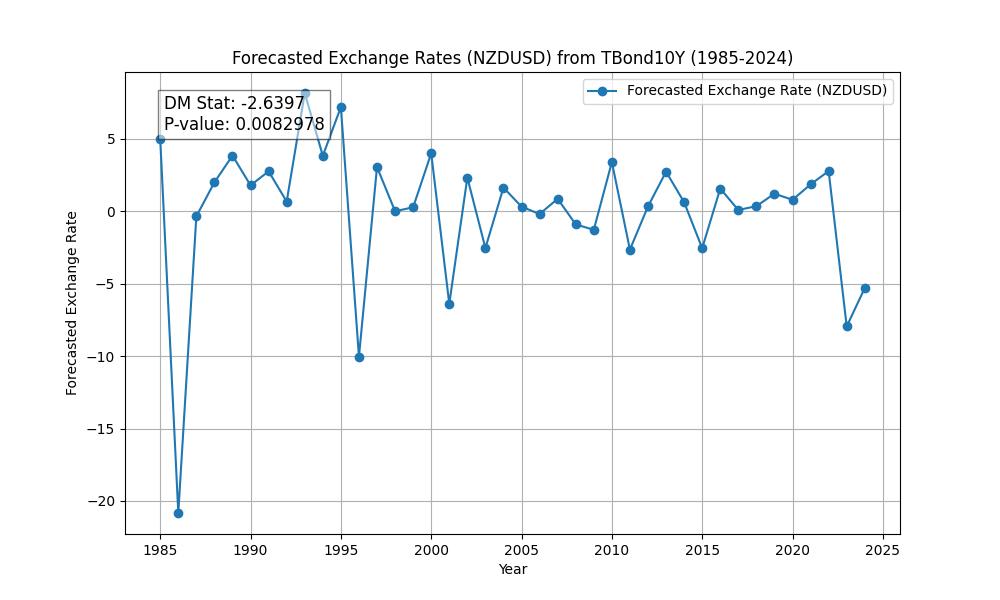 Forecasted Exchange Rates (NZDUSD) from TBond10Y (1985-2024)
DM Stat: -2.6397
P-value: 0.0082978
Forecasted Exchange Rate (NZDUSD)
Forecasted Exchange Rate
5
0
−5
−10
−15
−20
1985 1990 1995 2000 2005 2010 2015 2020 2025
Year